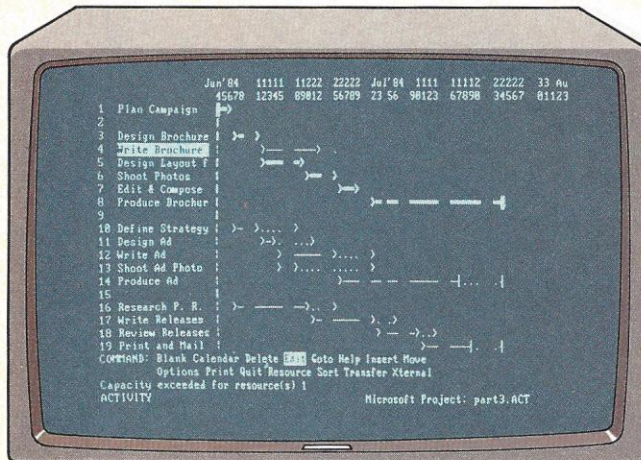 Jun'84 11111 11222 22222 Jul'84 1111 11112 22222 33 Au
45678 12345 89012 56789 23 56 90123 67890 34567 01123
1 Plan Campaign
2
3 Design Brochure
4 Write Brochure
5 Design Layout f
6 Shoot Photos
7 Edit & Compose
8 Produce Brochur
9
10 Define Strategy
11 Design Ad
12 Write Ad
13 Shoot Ad Photo
14 Produce Ad
15
16 Research P. R.
17 Write Releases
18 Review Releases
19 Print and Mail
COMMAND: Blank Calendar Delete Edit Goto Help Insert Move
Options Print Quit Resource Sort Transfer Xternal
Capacity exceeded for resource(s) 1
ACTIVITY Microsoft Project: part3.ACT